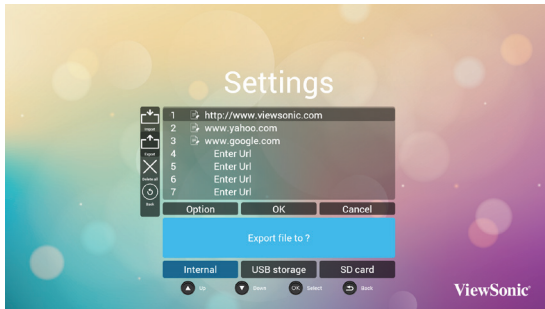 Settings
Import
Export
Delete all
Back
1 http://www.viewsonic.com
2 www.yahoo.com
3 www.google.com
4 Enter Url
5 Enter Url
6 Enter Url
7 Enter Url
Option OK Cancel
Export file to ?
Internal USB storage SD card
Up Down OK Select Back
ViewSonic®